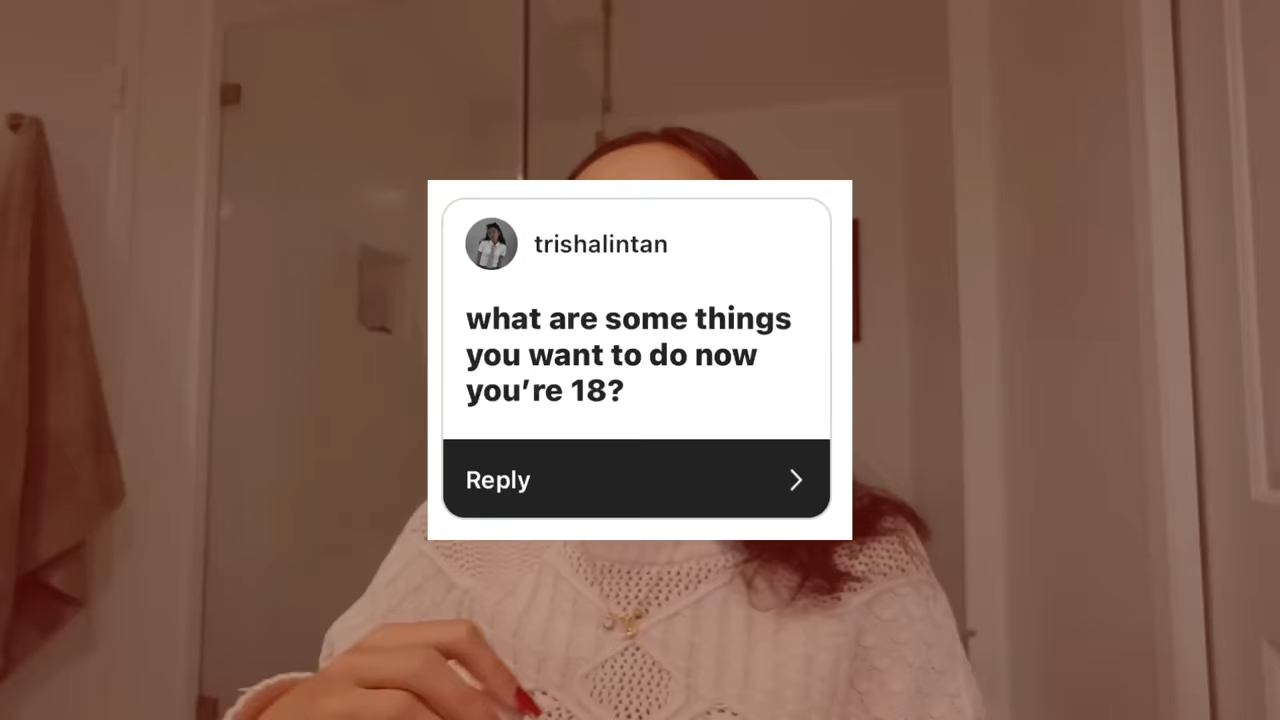 trishalintan
what are some things
you want to do now
you’re 18?
Reply